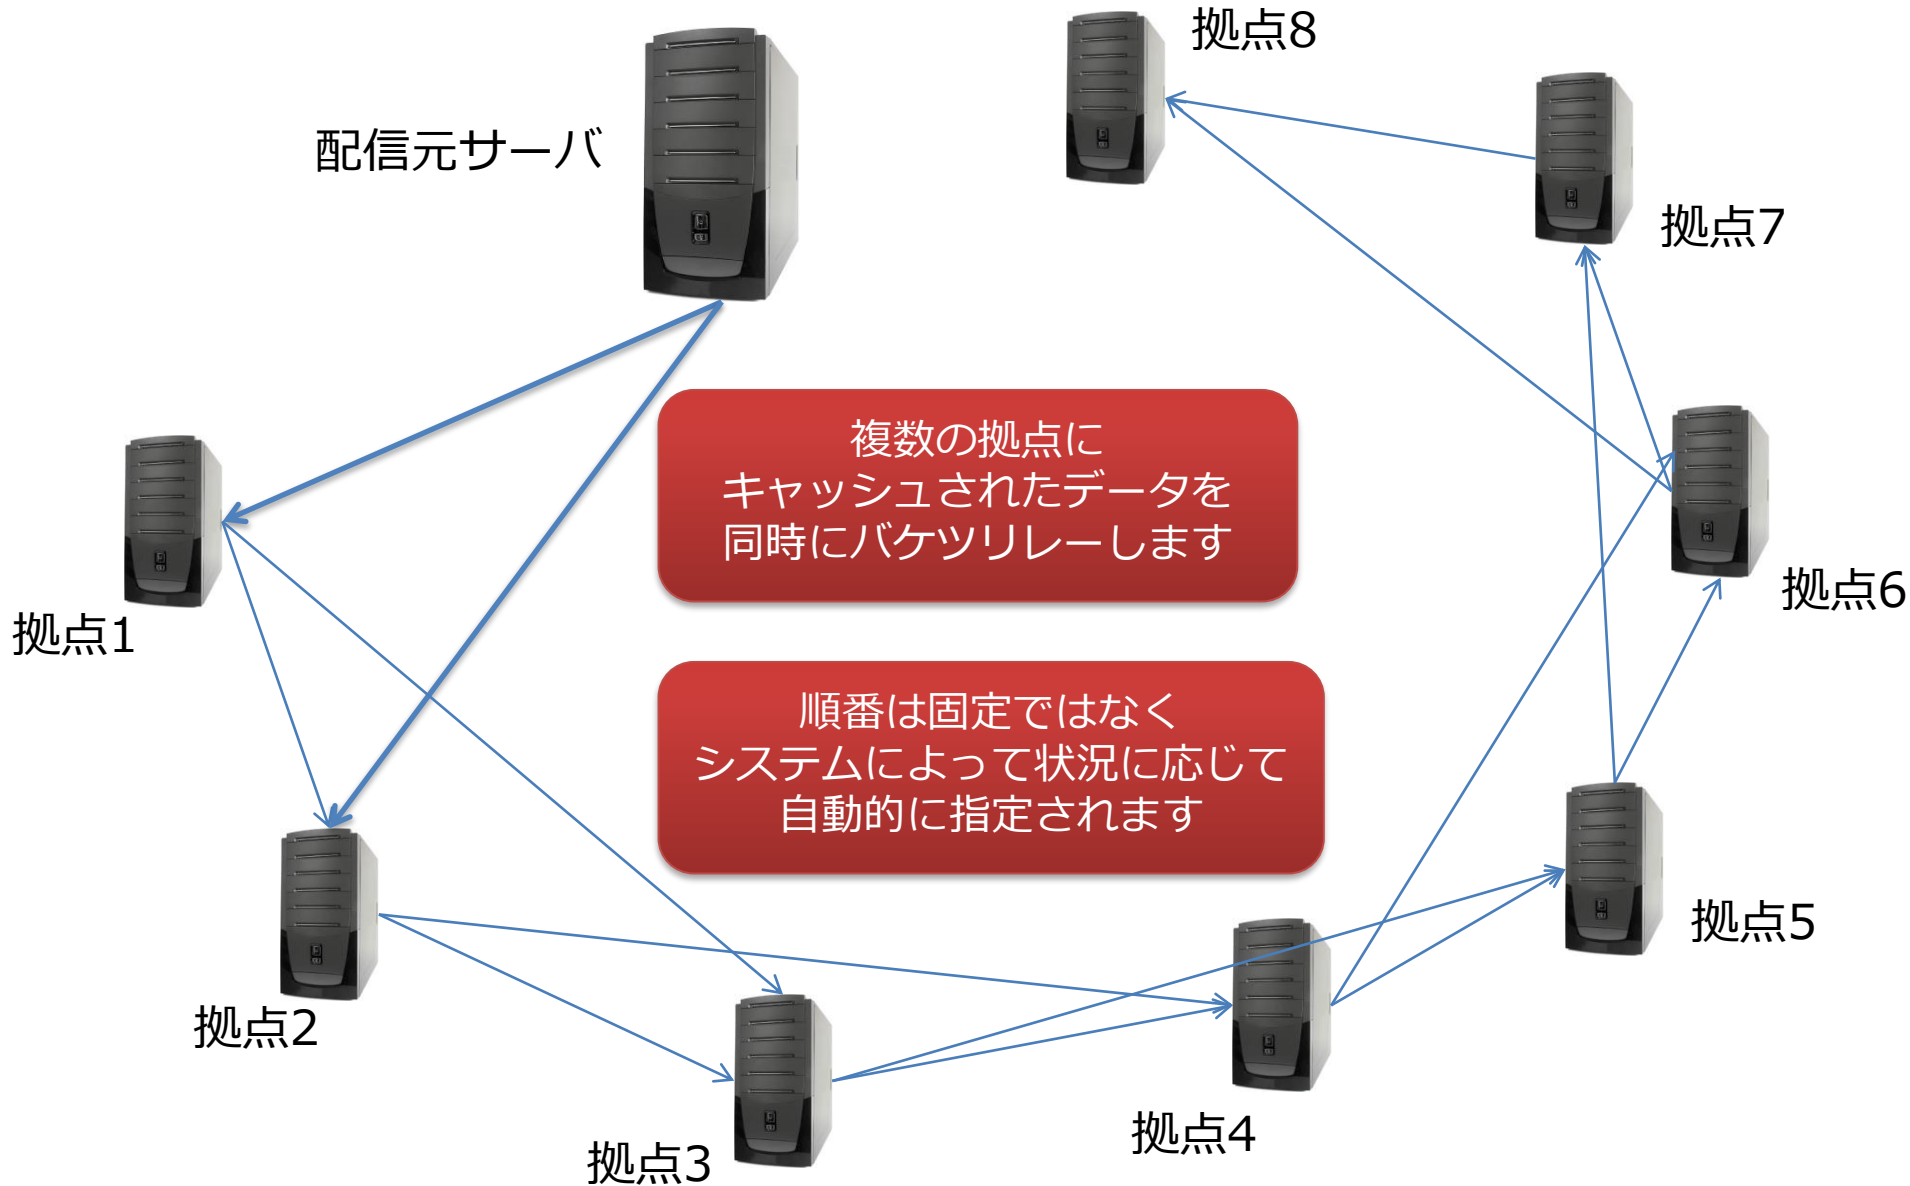 拠点8
配信元サーバ
拠点7
複数の拠点に
キャッシュされたデータを
同時にバケツリレーします
拠点6
拠点1
順番は固定ではなく
システムによって状況に応じて
自動的に指定されます
拠点5
拠点2
拠点4
拠点3